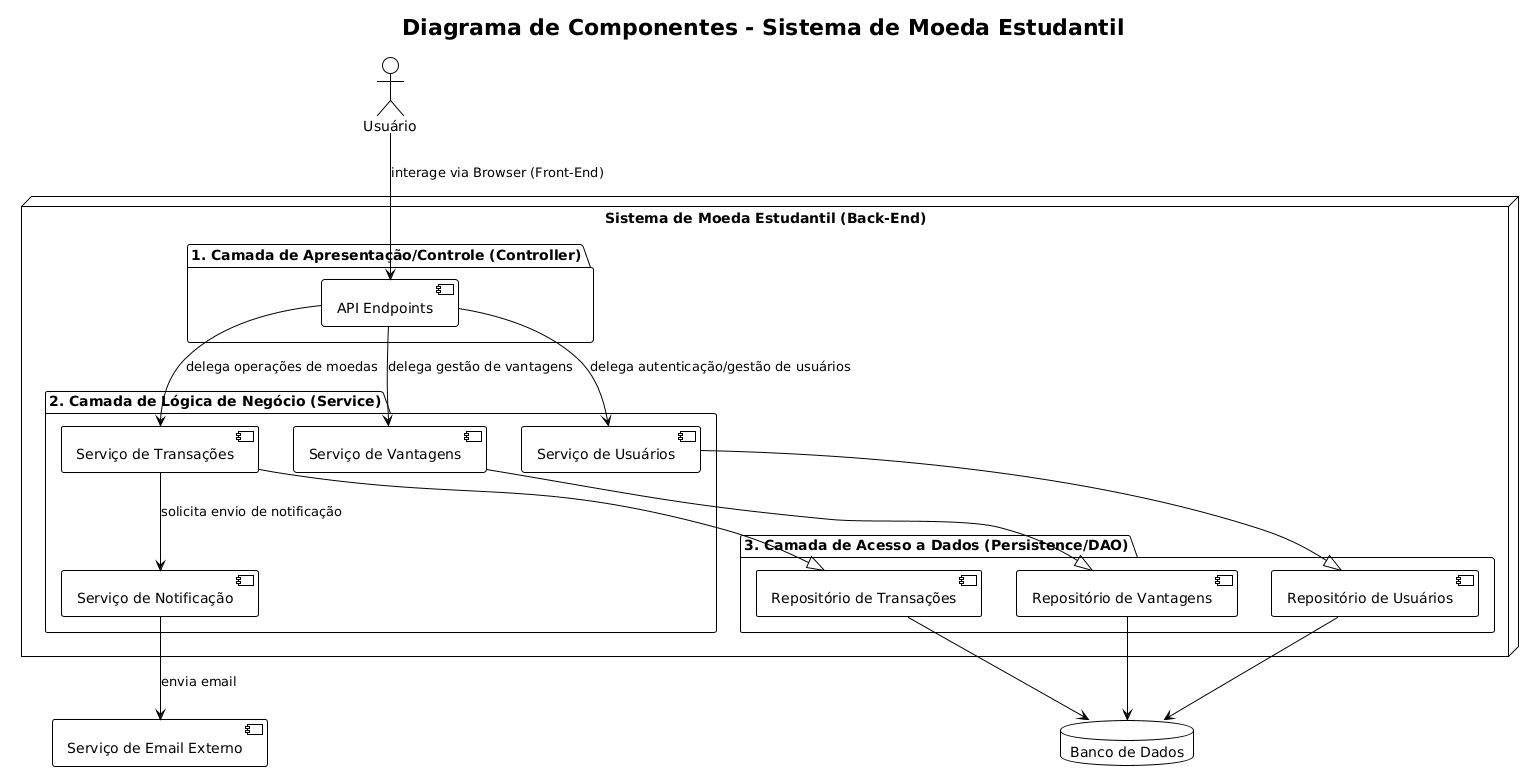 Diagrama de Componentes - Sistema de Moeda Estudantil
Usuário
interage via Browser (Front-End)
Sistema de Moeda Estudantil (Back-End)
1. Camada de Apresentação/Controle (Controller)
API Endpoints
delega operações de moedas
delega gestão de vantagens
delega autenticação/gestão de usuários
2. Camada de Lógica de Negócio (Service)
Serviço de Transações
Serviço de Vantagens
Serviço de Usuários
solicita envio de notificação
3. Camada de Acesso a Dados (Persistence/DAO)
Serviço de Notificação
Repositório de Transações
Repositório de Vantagens
Repositório de Usuários
envia email
Serviço de Email Externo
Banco de Dados